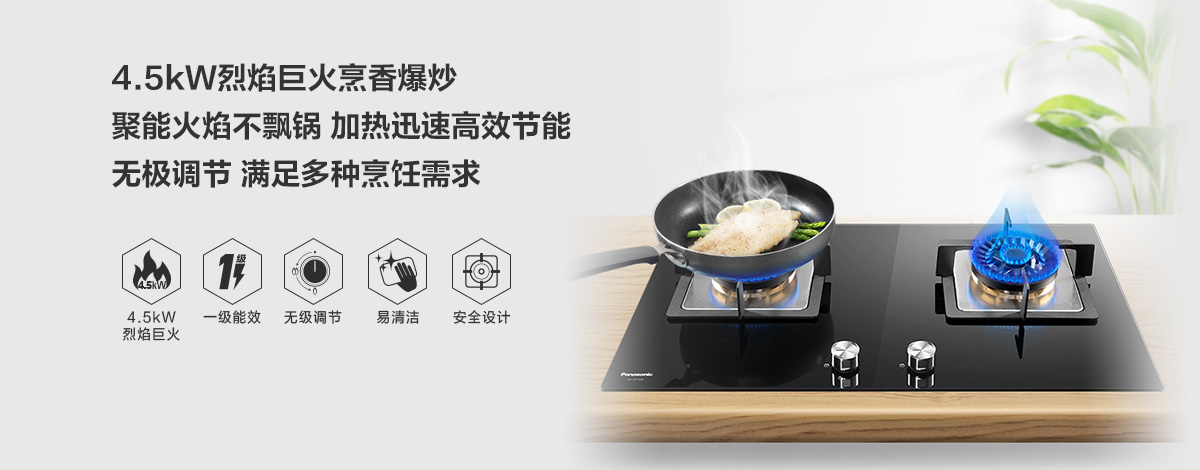 4.5kW烈焰巨火烹香爆炒
聚能火焰不飘锅 加热迅速高效节能
无极调节 满足多种烹饪需求
4.5kW
1级
4.5kW
烈焰巨火
一级能效
无级调节
易清洁
安全设计
Panasonic